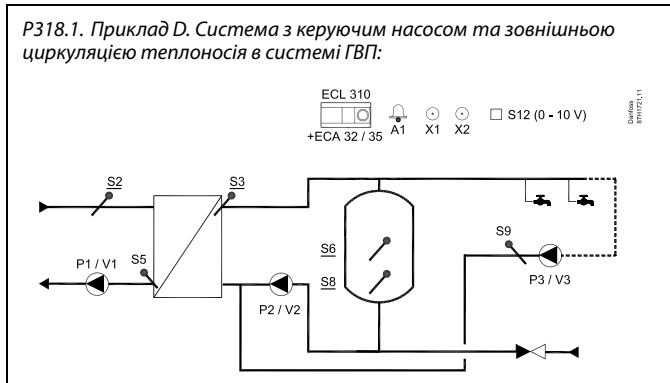 P318.1. Приклад D. Система з керуючим насосом та зовнішньою
циркуляцією теплоносія в системі ГВП:
ECL 310
+ECA 32 / 35
A1
X1
X2
S12 (0 - 10 V)
Danfoss
87H1721.11
S2
S3
P1 / V1
S5
P2 / V2
S6
S8
S9
P3 / V3